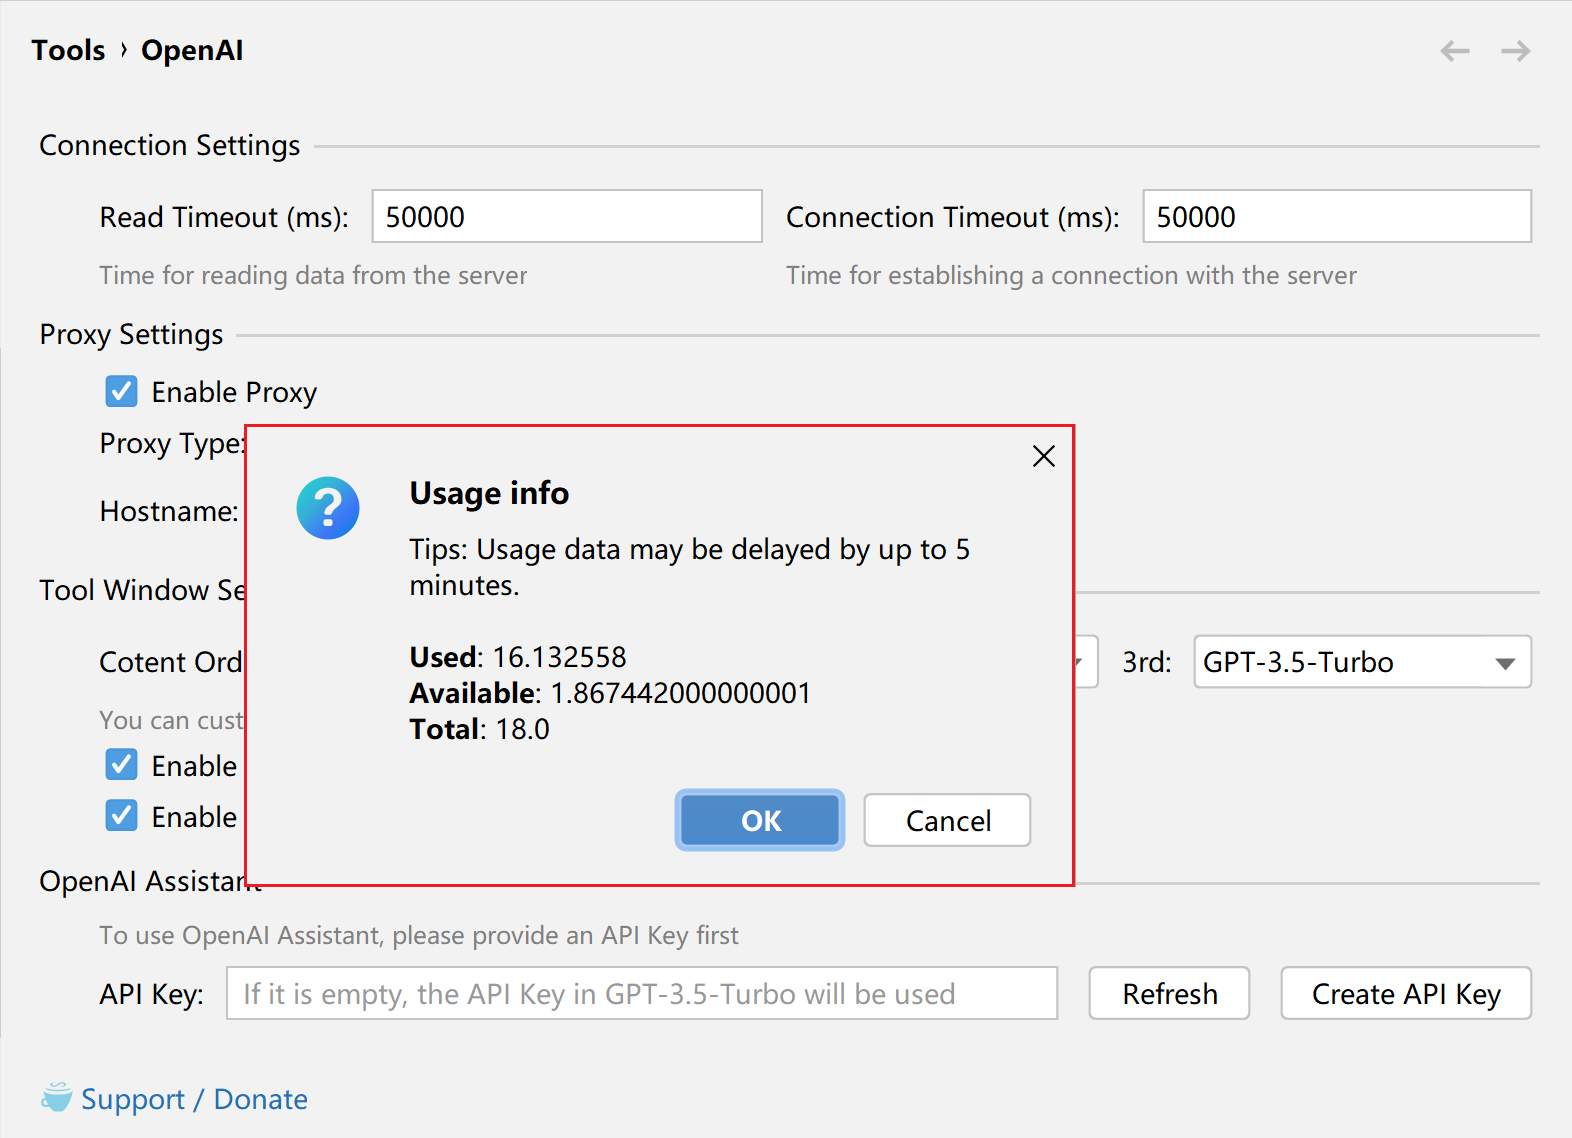 Tools › OpenAI
Connection Settings
Read Timeout (ms): 50000 Connection Timeout (ms): 50000
Time for reading data from the server Time for establishing a connection with the server
Proxy Settings
Enable Proxy
Proxy Type:
Hostname:
Usage info
Tips: Usage data may be delayed by up to 5
minutes.
Used: 16.132558
Available: 1.867442000000001
Total: 18.0
OK Cancel
Tool Window Se
Cotent Ord 3rd: GPT-3.5-Turbo
You can cust
Enable
Enable
OpenAI Assistant
To use OpenAI Assistant, please provide an API Key first
API Key: If it is empty, the API Key in GPT-3.5-Turbo will be used Refresh Create API Key
Support / Donate